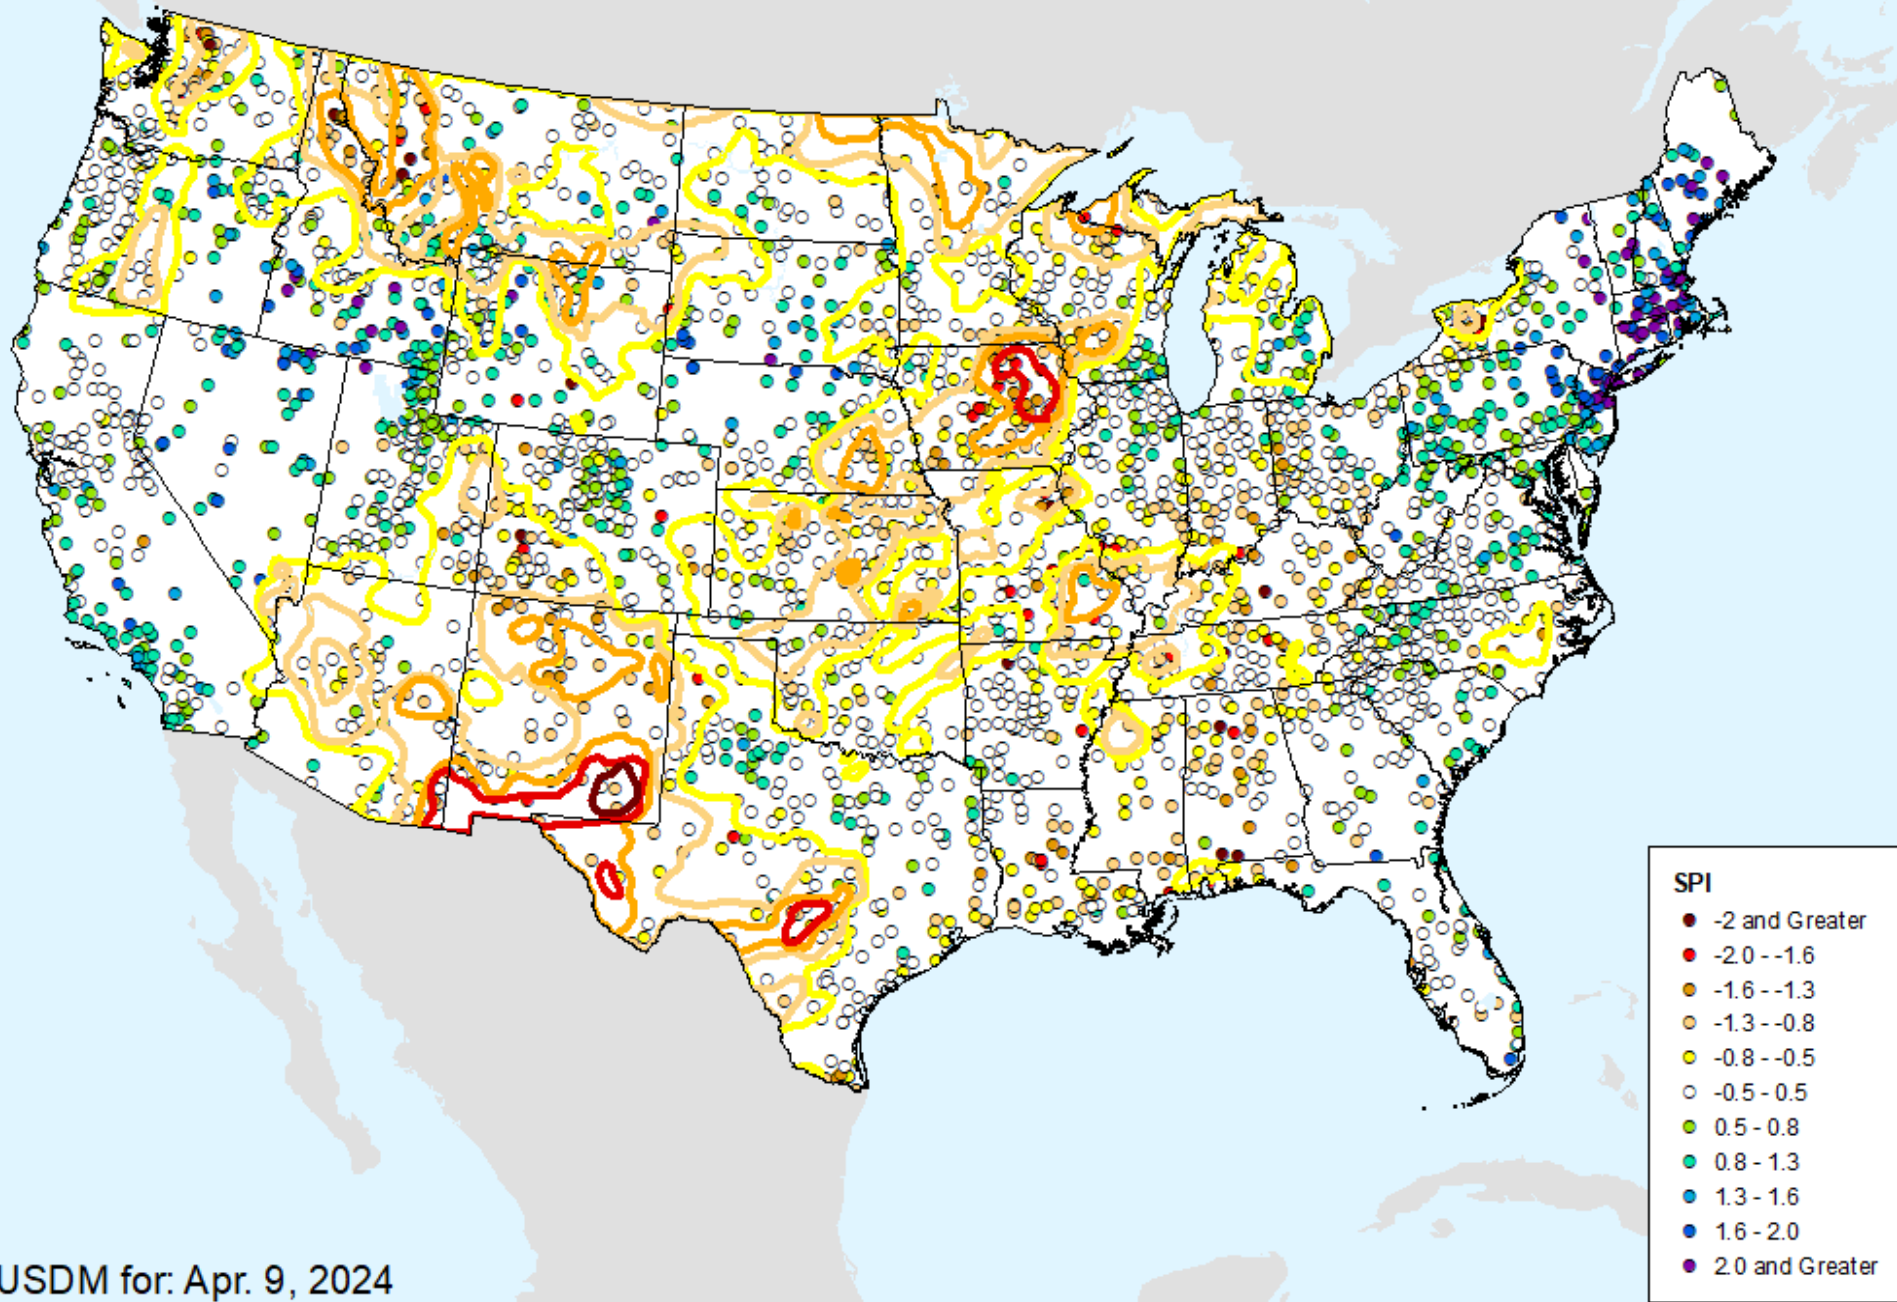 SPI
-2 and Greater
-2.0 - -1.6
-1.6 - -1.3
-1.3 - -0.8
-0.8 - -0.5
-0.5 - 0.5
0.5 - 0.8
0.8 - 1.3
1.3 - 1.6
1.6 - 2.0
2.0 and Greater
USDM for: Apr. 9, 2024